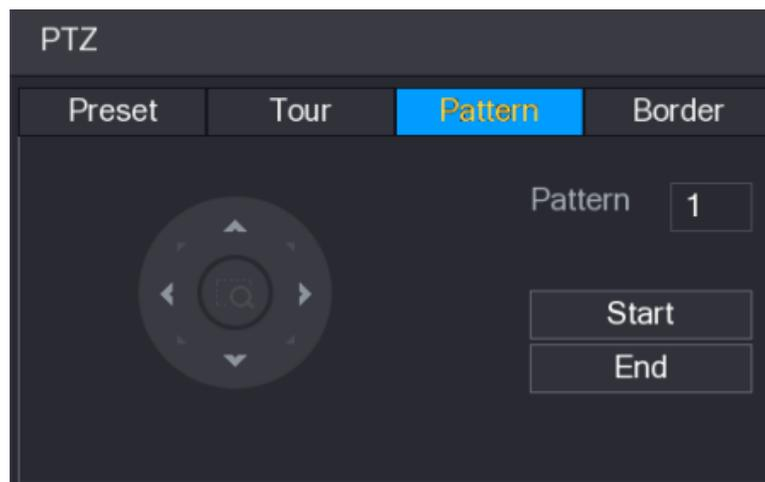 PTZ
Preset Tour Pattern Border
Pattern 1
Start
End